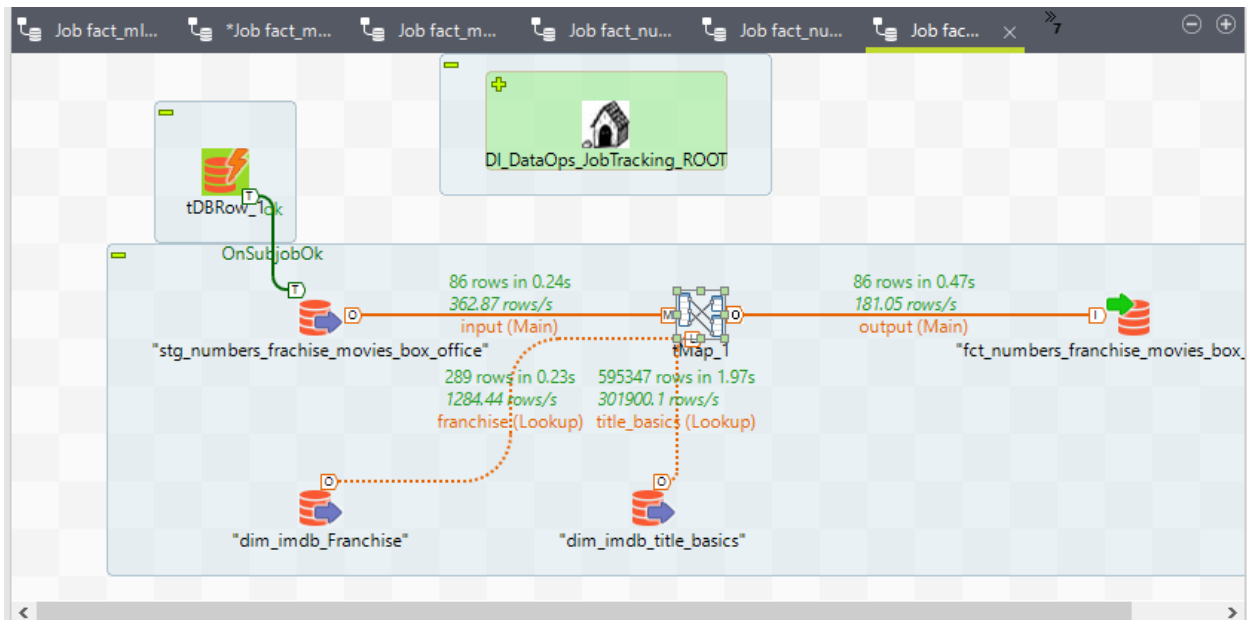 Job fact_ml... *Job fact_m... Job fact_m... Job fact_nu... Job fact_nu... Job fac... × »7
DI_DataOps_JobTracking_ROOT
T
tDBRow_1 ok
OnSubjobOk
T
86 rows in 0.24s
362.87 rows/s
input (Main)
86 rows in 0.47s
181.05 rows/s
output (Main)
O M O I
"stg_numbers_frachise_movies_box_office"
tMap_1
"fct_numbers_franchise_movies_box_
289 rows in 0.23s
1284.44 rows/s
franchise (Lookup)
595347 rows in 1.97s
301900.1 rows/s
title_basics (Lookup)
O O
"dim_imdb_Franchise"
"dim_imdb_title_basics"